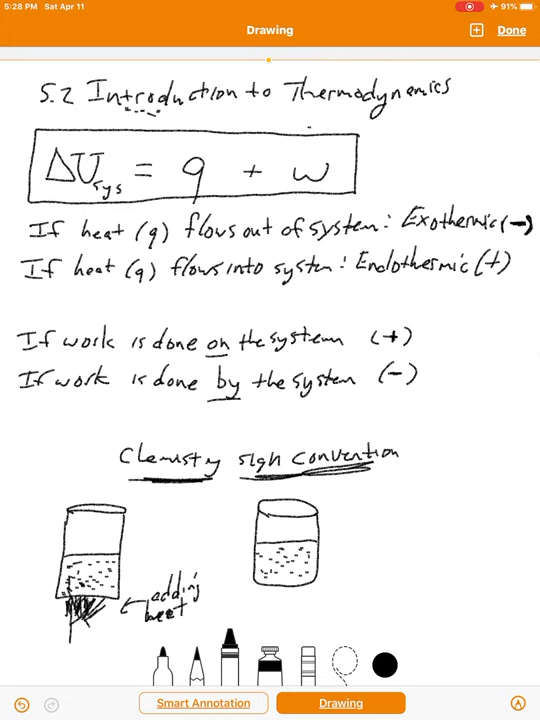 5:28 PM Sat Apr 11
91%
Drawing
Done
5.2 Introduction to Thermodynamics
ΔUsys = q + w
If heat (q) flows out of system: Exothermic (-)
If heat (q) flows into system: Endothermic (+)
If work is done on the system (+)
If work is done by the system (-)
Chemistry sign convention
adding
heat
Smart Annotation
Drawing